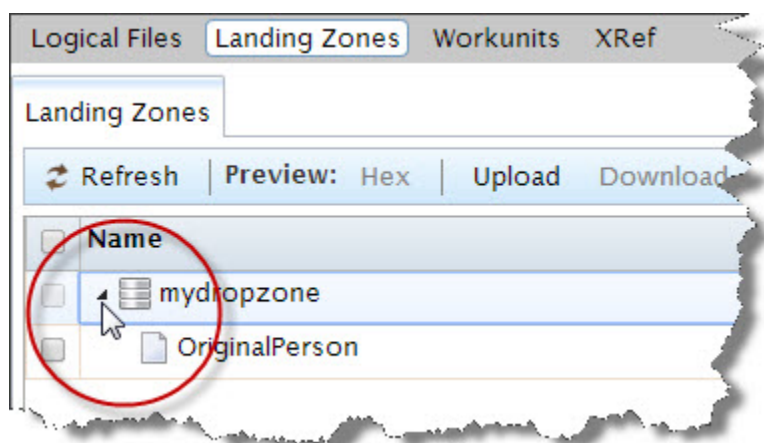 Logical Files Landing Zones Workunits XRef
Landing Zones
Refresh Preview: Hex Upload Download
Name
mydropzone
OriginalPerson